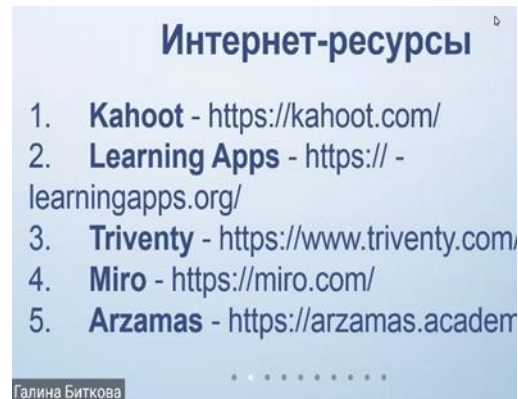 Интернет-ресурсы
1. Kahoot - https://kahoot.com/
2. Learning Apps - https:// -
learningapps.org/
3. Triventy - https://www.triventy.com/
4. Miro - https://miro.com/
5. Arzamas - https://arzamas.academ
Галина Биткова